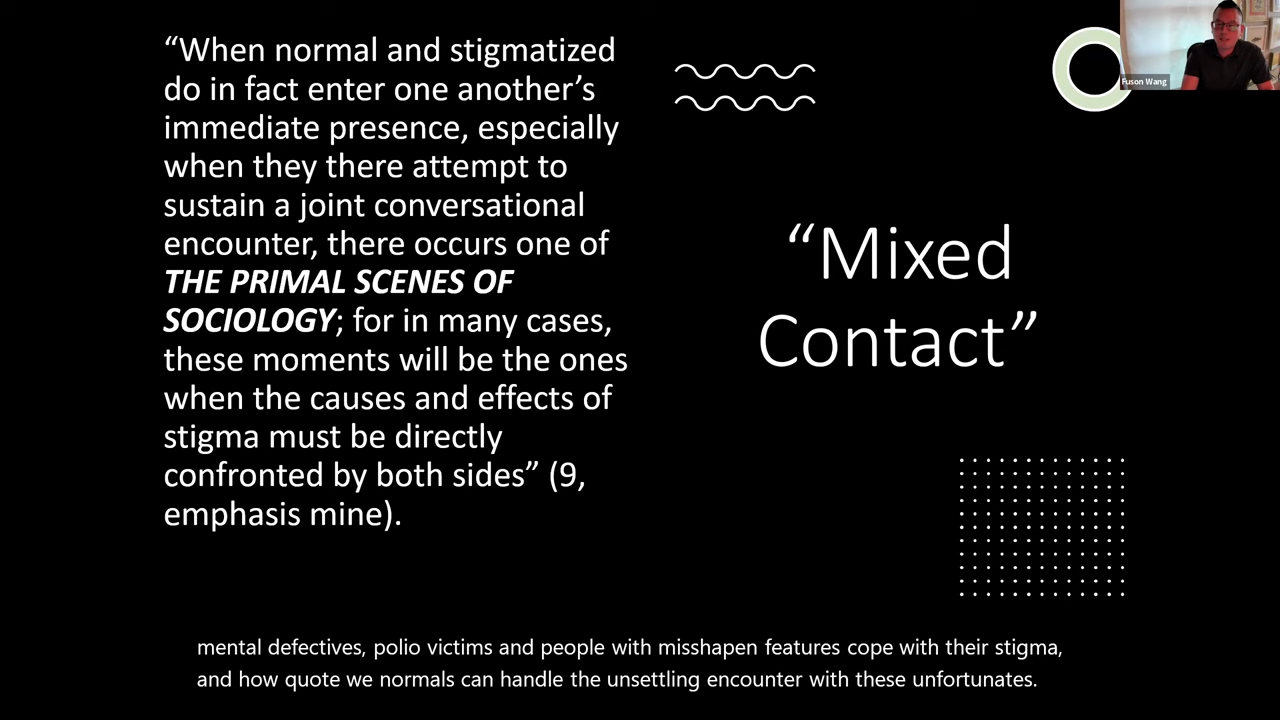 “When normal and stigmatized
do in fact enter one another’s
immediate presence, especially
when they there attempt to
sustain a joint conversational
encounter, there occurs one of
THE PRIMAL SCENES OF
SOCIOLOGY; for in many cases,
these moments will be the ones
when the causes and effects of
stigma must be directly
confronted by both sides” (9,
emphasis mine).
“Mixed
Contact”
Fuson Wang
mental defectives, polio victims and people with misshapen features cope with their stigma,
and how quote we normals can handle the unsettling encounter with these unfortunates.